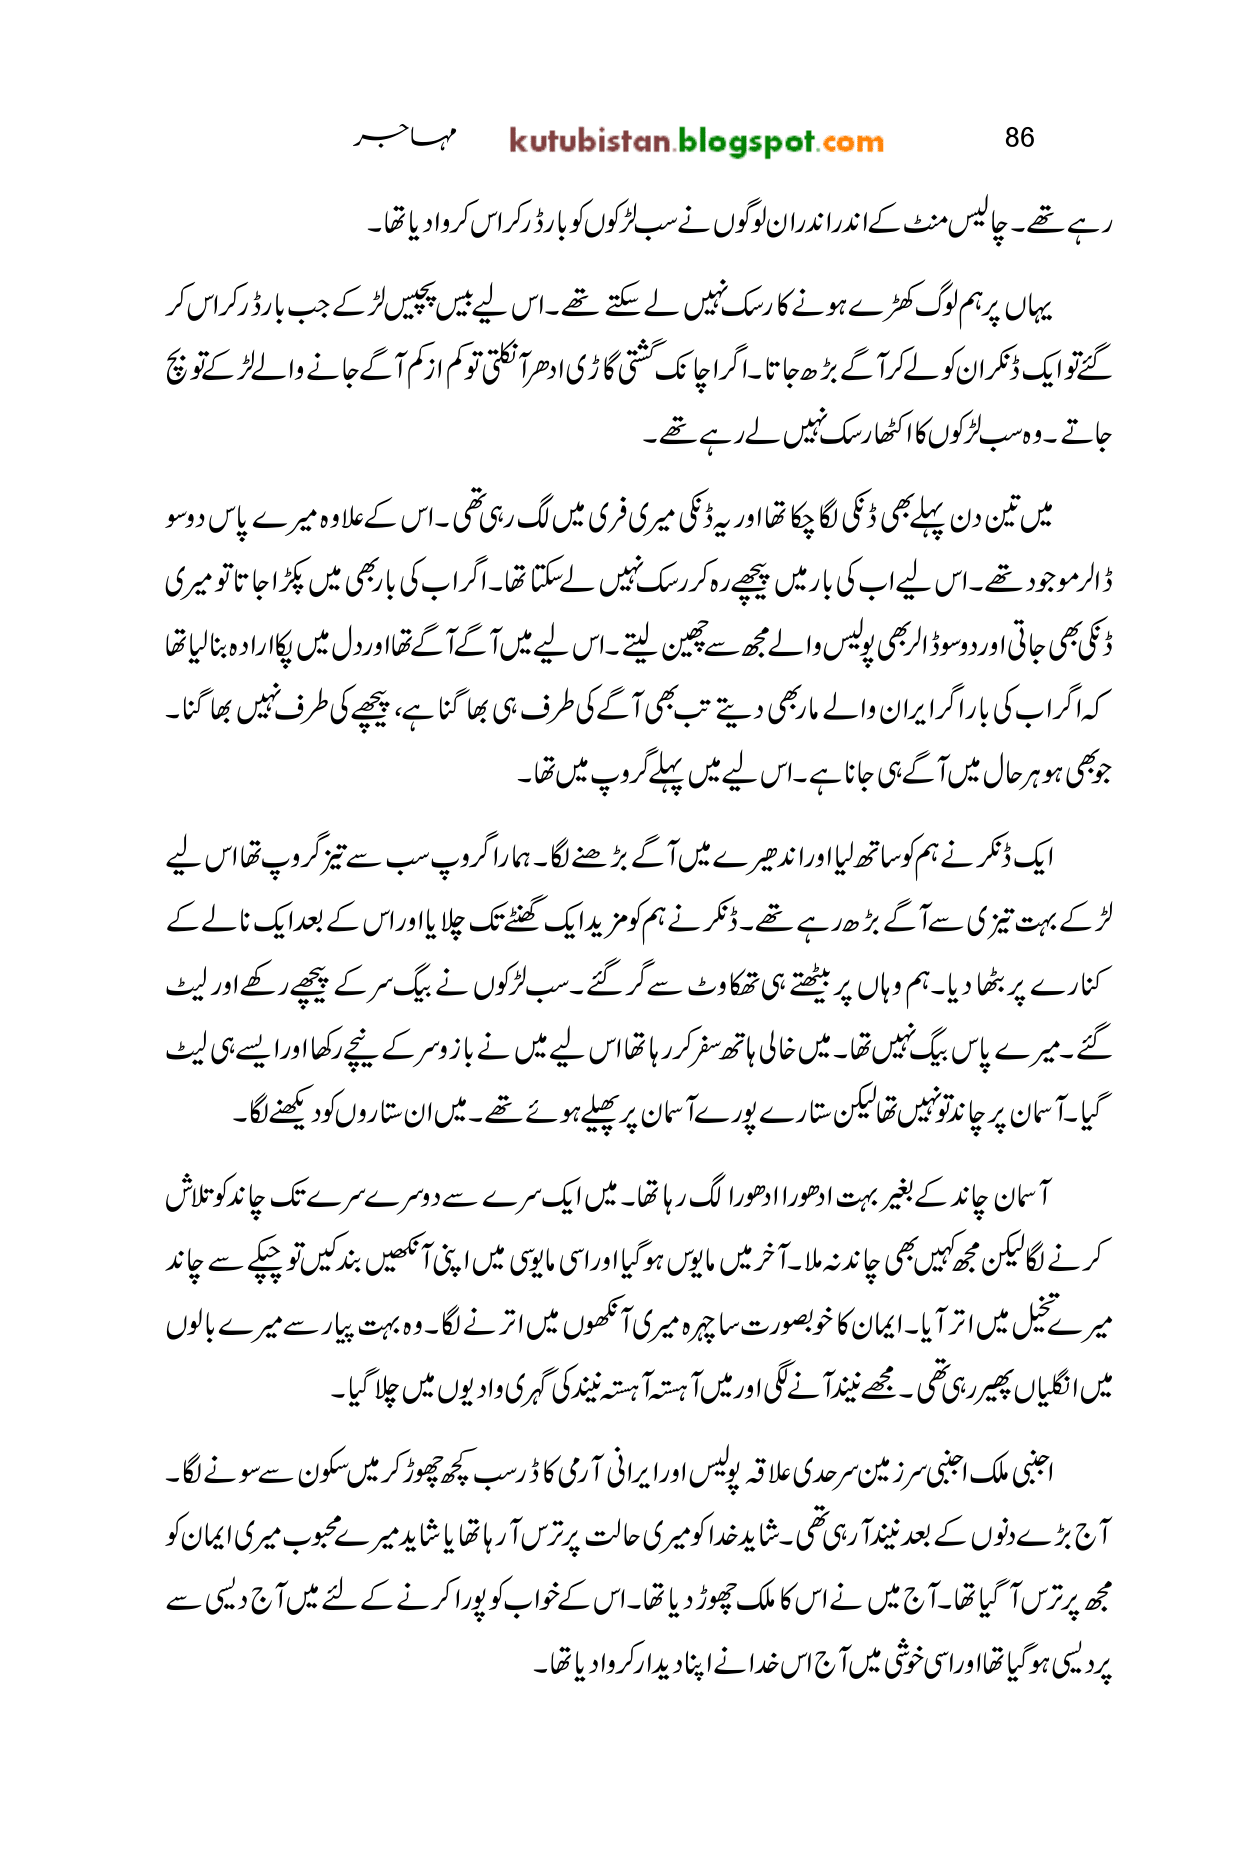 مہاجر kutubistan.blogspot.com 86
رہے تھے۔ چالیس منٹ کے اندر اندر ان لوگوں نے سب لڑکوں کو بارڈر کراس کروا دیا تھا۔
یہاں پر ہم لوگ کھڑے ہونے کا رسک نہیں لے سکتے تھے۔ اس لیے بیس پچیس لڑکے جب بارڈر کراس کر
گئے تو ایک ڈنکر ان کو لے کر آگے بڑھ جاتا۔ اگر اچانک گشتی گاڑی ادھر آ نکلتی تو کم از کم آگے جانے والے لڑکے تو بچ
جاتے ۔ وہ سب لڑکوں کا اکٹھا رسک نہیں لے رہے تھے۔
میں تین دن پہلے بھی ڈنکی لگا چکا تھا اور یہ ڈنکی میری فری میں لگ رہی تھی ۔ اس کے علاوہ میرے پاس دو سو
ڈالر موجود تھے۔ اس لیے اب کی بار میں پیچھے رہ کر رسک نہیں لے سکتا تھا۔ اگر اب کی بار بھی میں پکڑا جاتا تو میری
ڈنکی بھی جاتی اور دو سو ڈالر بھی پولیس والے مجھ سے چھین لیتے ۔ اس لیے میں آگے آگے تھا اور دل میں پکا ارادہ بنا لیا تھا
کہ اگر اب کی بار اگر ایران والے مار بھی دیتے تب بھی آگے کی طرف ہی بھاگنا ہے، پیچھے کی طرف نہیں بھاگنا۔
جو بھی ہو ہر حال میں آگے ہی جانا ہے۔ اس لیے میں پہلے گروپ میں تھا۔
ایک ڈنکر نے ہم کو ساتھ لیا اور اندھیرے میں آگے بڑھنے لگا۔ ہمارا گروپ سب سے تیز گروپ تھا اس لیے
لڑکے بہت تیزی سے آگے بڑھ رہے تھے۔ ڈنکر نے ہم کو مزید ایک گھنٹے تک چلایا اور اس کے بعد ایک نالے کے
کنارے پر بٹھا دیا۔ ہم وہاں پر بیٹھتے ہی تھکاوٹ سے گر گئے۔ سب لڑکوں نے بیگ سر کے پیچھے رکھے اور لیٹ
گئے ۔ میرے پاس بیگ نہیں تھا۔ میں خالی ہاتھ سفر کر رہا تھا اس لیے میں نے بازو سر کے نیچے رکھا اور ایسے ہی لیٹ
گیا۔ آسمان پر چاند تو نہیں تھا لیکن ستارے پورے آسمان پر پھیلے ہوئے تھے۔ میں ان ستاروں کو دیکھنے لگا۔
آسمان چاند کے بغیر بہت ادھورا ادھورا لگ رہا تھا۔ میں ایک سرے سے دوسرے سرے تک چاند کو تلاش
کرنے لگا لیکن مجھ کہیں بھی چاند نہ ملا۔ آخر میں مایوس ہو گیا اور اسی مایوسی میں اپنی آنکھیں بند کیں تو چپکے سے چاند
میرے تخیل میں اتر آیا۔ ایمان کا خوبصورت سا چہرہ میری آنکھوں میں اترنے لگا۔ وہ بہت پیار سے میرے بالوں
میں انگلیاں پھیر رہی تھی ۔ مجھے نیند آنے لگی اور میں آہستہ آہستہ نیند کی گہری وادیوں میں چلا گیا۔
اجنبی ملک اجنبی سرزمین سرحدی علاقہ پولیس اور ایرانی آرمی کا ڈر سب کچھ چھوڑ کر میں سکون سے سونے لگا۔
آج بڑے دنوں کے بعد نیند آ رہی تھی۔ شاید خدا کو میری حالت پر ترس آ رہا تھا یا شاید میرے محبوب میری ایمان کو
مجھ پر ترس آ گیا تھا۔ آج میں نے اس کا ملک چھوڑ دیا تھا۔ اس کے خواب کو پورا کرنے کے لئے میں آج دیسی سے
پردیسی ہو گیا تھا اور اسی خوشی میں آج اس خدا نے اپنا دیدار کروا دیا تھا۔